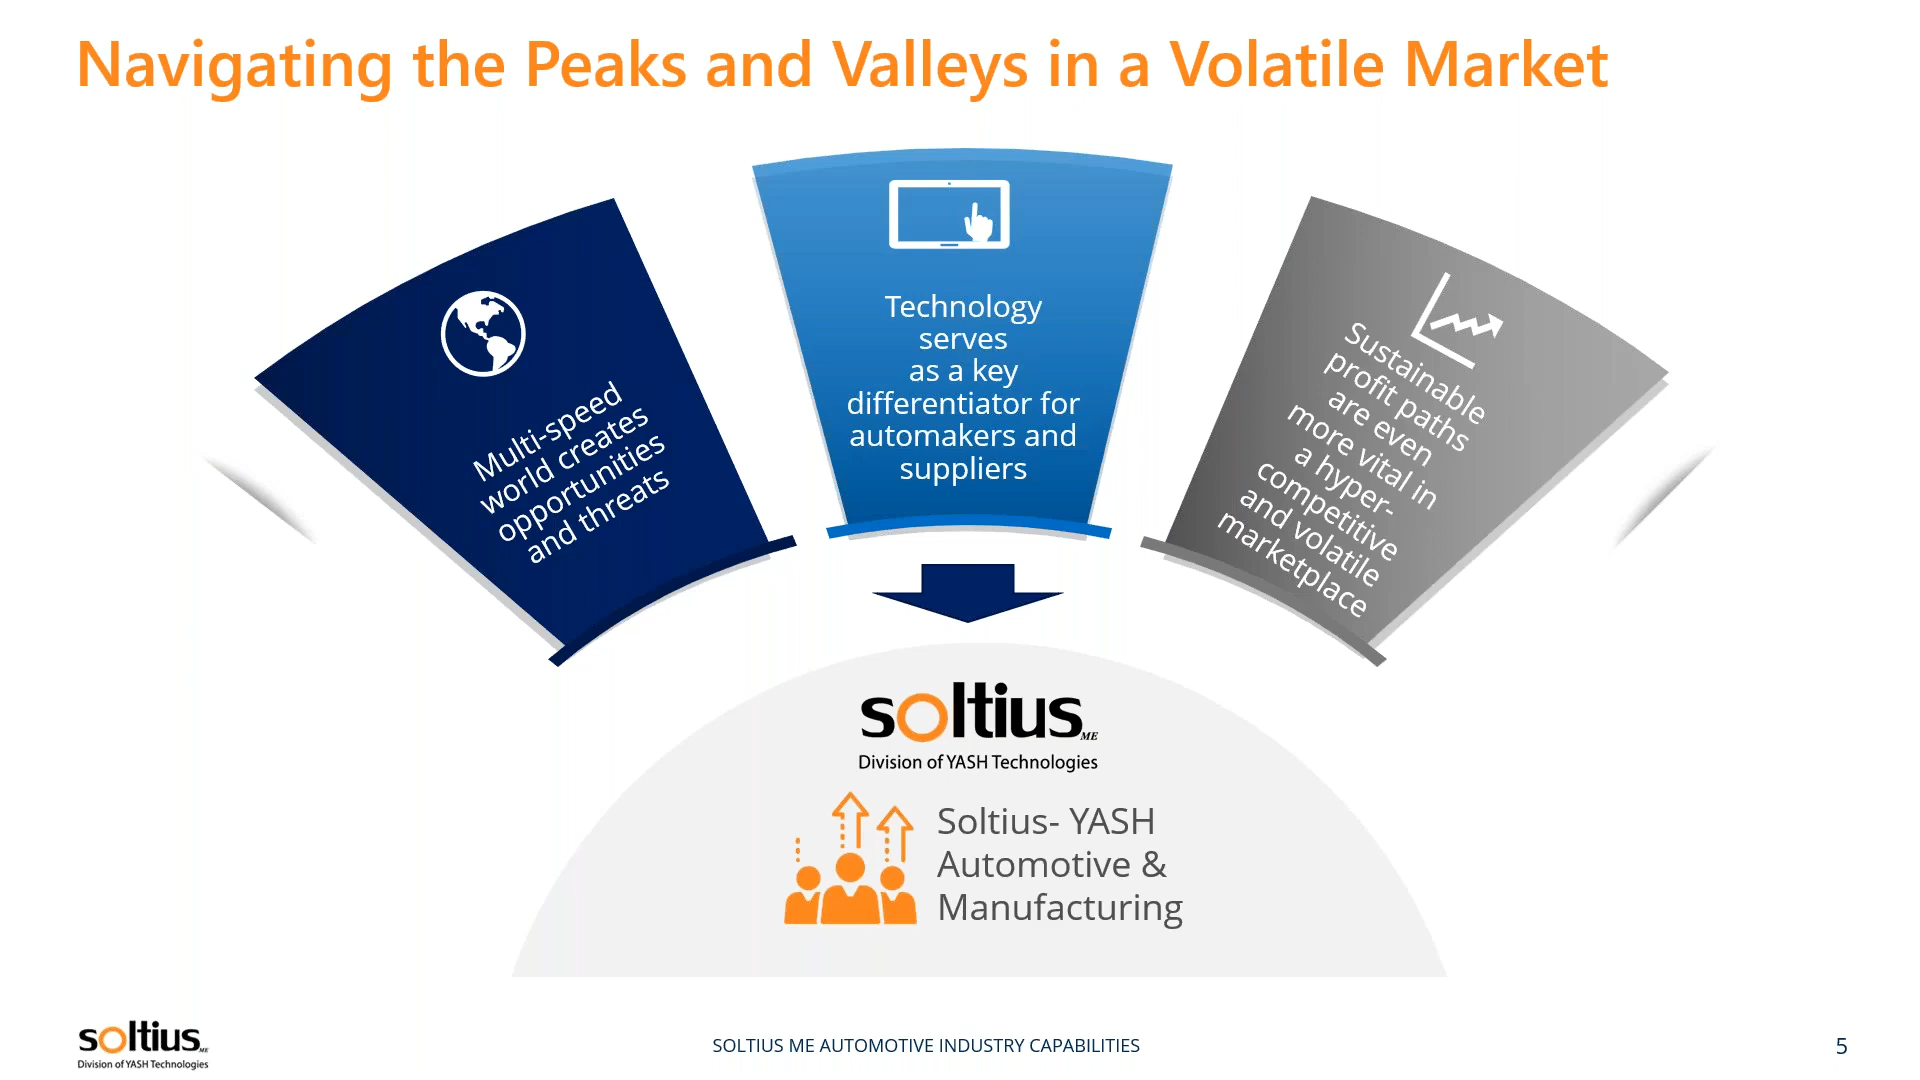 Navigating the Peaks and Valleys in a Volatile Market
Multi-speed
world creates
opportunities
and threats
Technology
serves
as a key
differentiator for
automakers and
suppliers
Sustainable
profit paths
are even
more vital in
a hyper-
competitive
and volatile
marketplace
soltius ME
Division of YASH Technologies
Soltius- YASH
Automotive &
Manufacturing
soltius ME
Division of YASH Technologies
SOLTIUS ME AUTOMOTIVE INDUSTRY CAPABILITIES
5